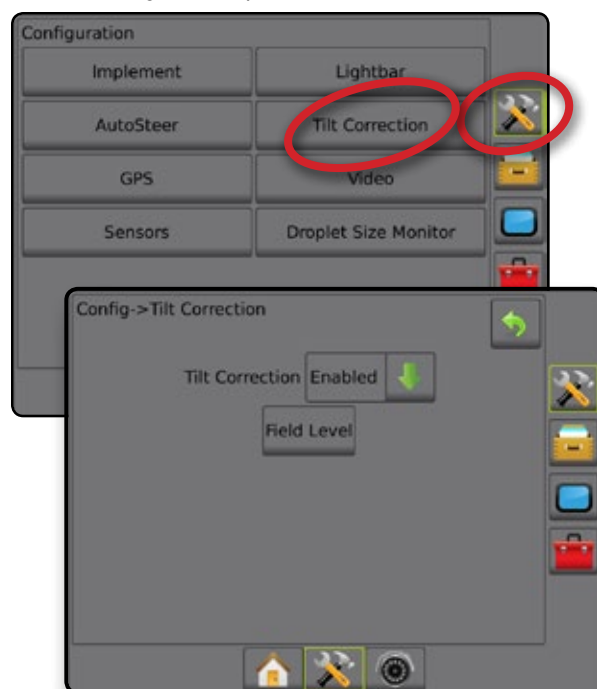 Configuration
Implement Lightbar
AutoSteer Tilt Correction
GPS Video
Sensors Droplet Size Monitor
Config->Tilt Correction
Tilt Correction Enabled
Field Level